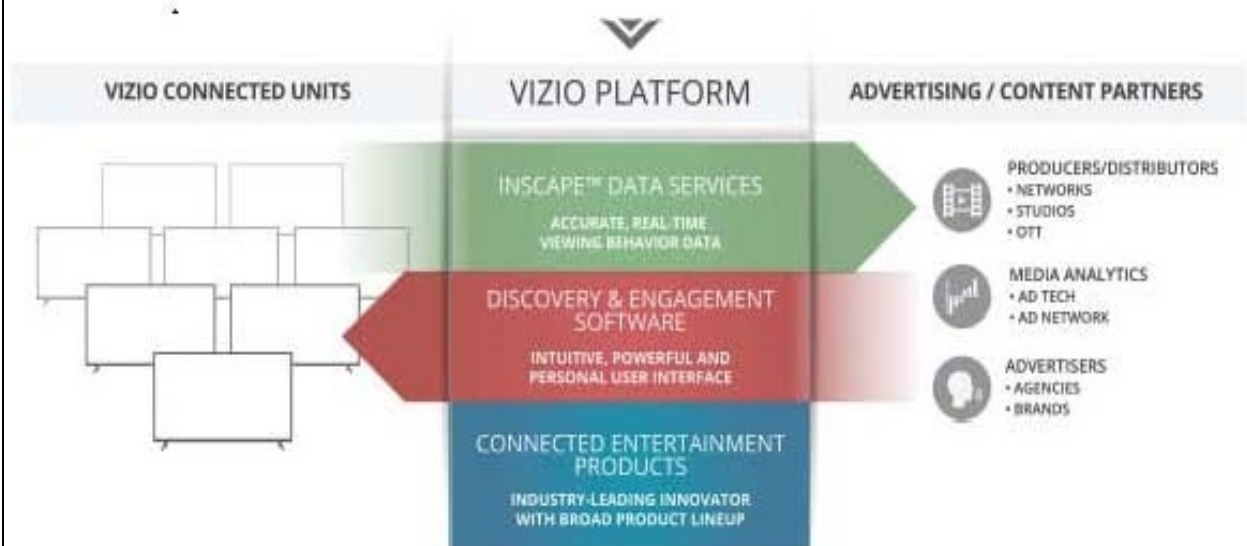 VIZIO CONNECTED UNITS
VIZIO PLATFORM
ADVERTISING / CONTENT PARTNERS
INSCAPE™ DATA SERVICES
ACCURATE, REAL-TIME
VIEWING BEHAVIOR DATA
DISCOVERY & ENGAGEMENT
SOFTWARE
INTUITIVE, POWERFUL AND
PERSONAL USER INTERFACE
CONNECTED ENTERTAINMENT
PRODUCTS
INDUSTRY-LEADING INNOVATOR
WITH BROAD PRODUCT LINEUP
PRODUCERS/DISTRIBUTORS
• NETWORKS
• STUDIOS
• OTT
MEDIA ANALYTICS
• AD TECH
• AD NETWORK
ADVERTISERS
• AGENCIES
• BRANDS